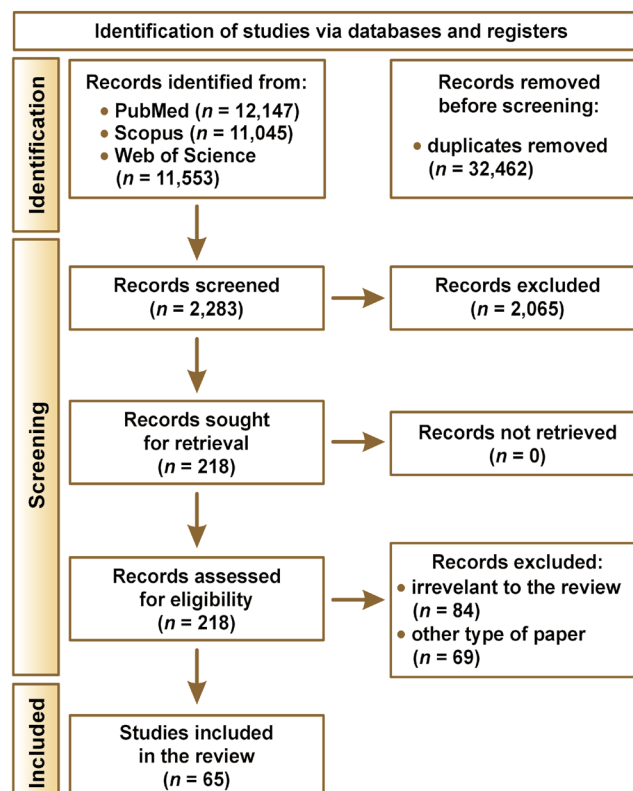 Identification of studies via databases and registers
Identification
Records identified from:
• PubMed (n = 12,147)
• Scopus (n = 11,045)
• Web of Science
(n = 11,553)
Records removed
before screening:
• duplicates removed
(n = 32,462)
Screening
Records screened
(n = 2,283)
Records excluded
(n = 2,065)
Records sought
for retrieval
(n = 218)
Records not retrieved
(n = 0)
Records assessed
for eligibility
(n = 218)
Records excluded:
• irrevelant to the review
(n = 84)
• other type of paper
(n = 69)
Included
Studies included
in the review
(n = 65)